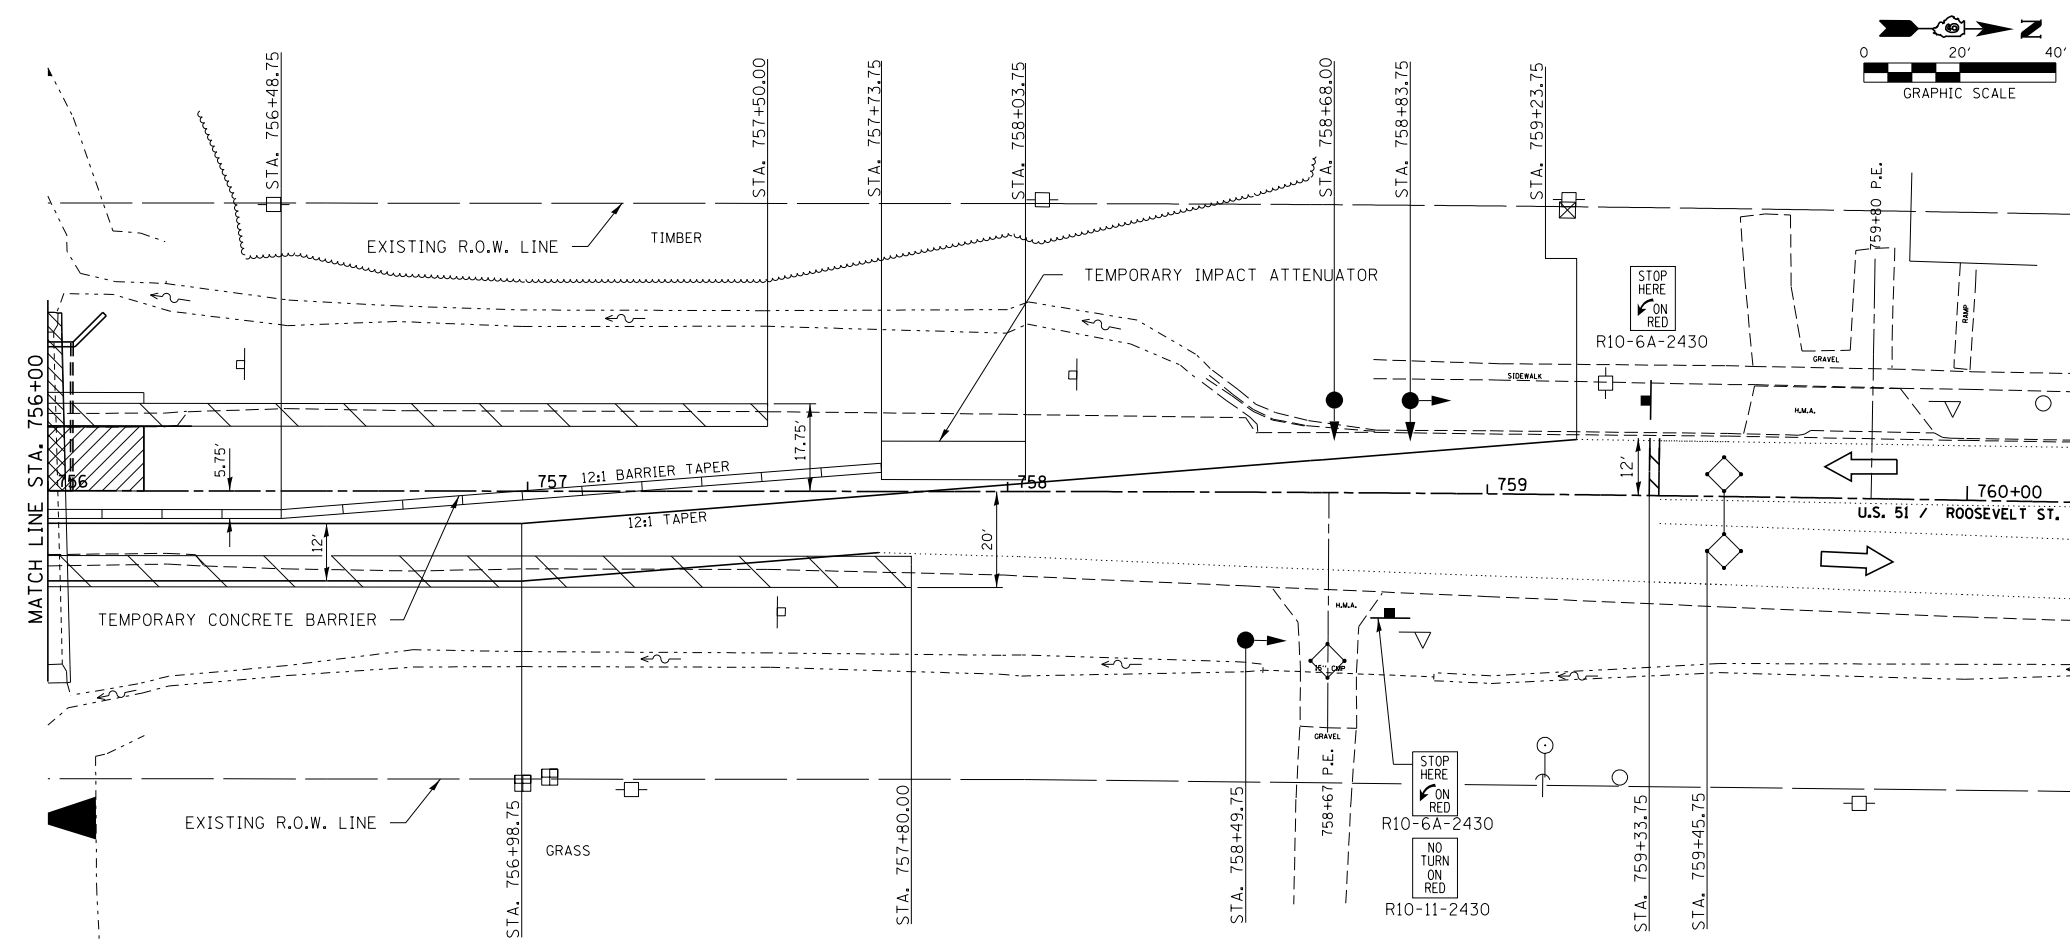 N
0 20' 40'
GRAPHIC SCALE
STA. 756+48.75
STA. 757+50.00
STA. 757+73.75
STA. 758+03.75
STA. 758+68.00
STA. 758+83.75
STA. 759+23.75
759+80 P.E.
EXISTING R.O.W. LINE
TIMBER
TEMPORARY IMPACT ATTENUATOR
STOP
HERE
ON
RED
R10-6A-2430
RAMP
GRAVEL
SIDEWALK
H.M.A.
MATCH LINE STA. 756+00
5.75'
17.75'
12'
756
757
12:1 BARRIER TAPER
758
759
760+00
12:1 TAPER
U.S. 51 / ROOSEVELT ST.
12'
20'
TEMPORARY CONCRETE BARRIER
H.M.A.
15" CMP
GRAVEL
758+67 P.E.
STOP
HERE
ON
RED
R10-6A-2430
NO
TURN
ON
RED
R10-11-2430
EXISTING R.O.W. LINE
GRASS
STA. 756+98.75
STA. 757+80.00
STA. 758+49.75
STA. 759+33.75
STA. 759+45.75